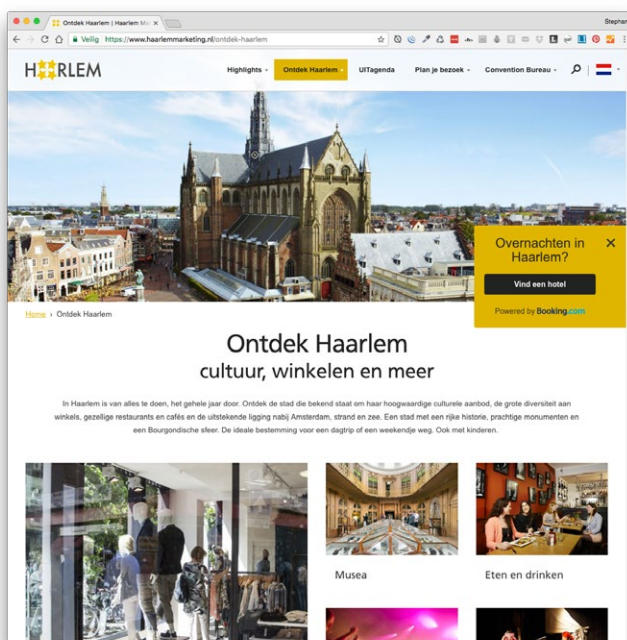 Ontdek Haarlem | Haarlem Mar
Stephan
Veilig https://www.haarlemmarketing.nl/ontdek-haarlem
HAARLEM
Highlights
Ontdek Haarlem
UITagenda
Plan je bezoek
Convention Bureau
Overnachten in
Haarlem?
Vind een hotel
Powered by Booking.com
Home › Ontdek Haarlem
Ontdek Haarlem
cultuur, winkelen en meer
In Haarlem is van alles te doen, het gehele jaar door. Ontdek de stad die bekend staat om haar hoogwaardige culturele aanbod, de grote diversiteit aan
winkels, gezellige restaurants en cafés en de uitstekende ligging nabij Amsterdam, strand en zee. Een stad met een rijke historie, prachtige monumenten en
een Bourgondische sfeer. De ideale bestemming voor een dagtrip of een weekendje weg. Ook met kinderen.
Musea
Eten en drinken